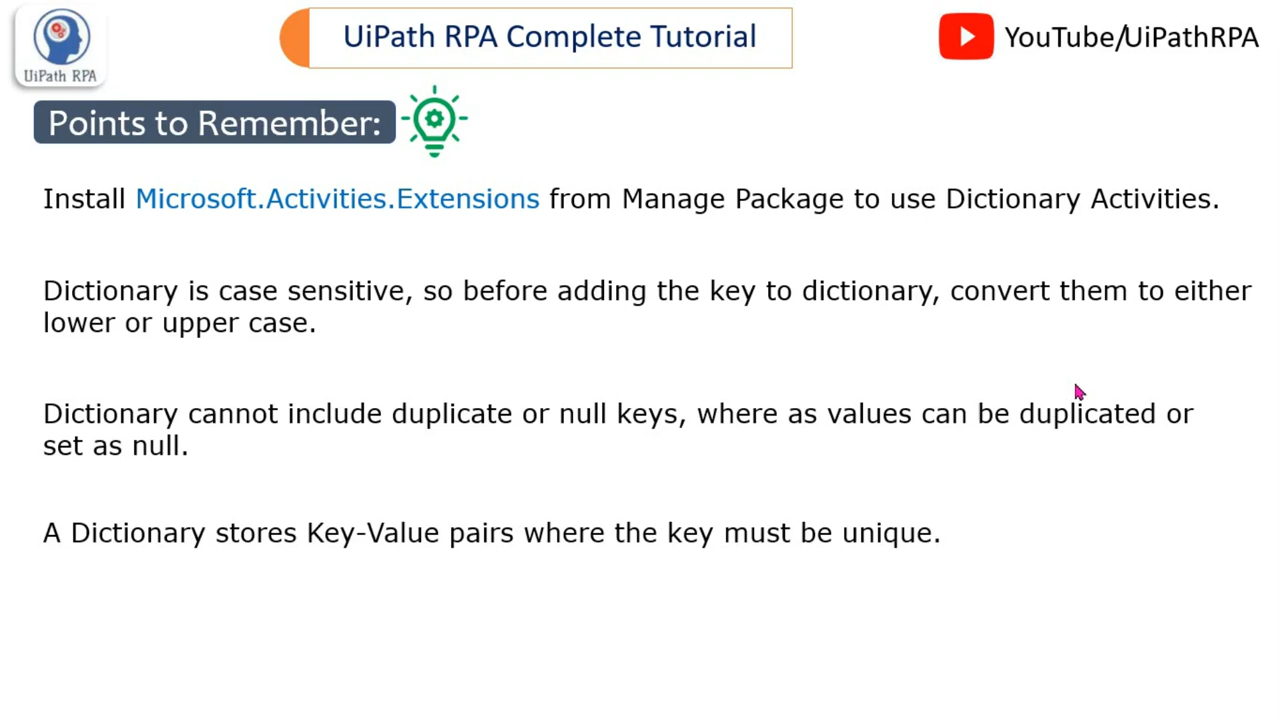 UiPath RPA
UiPath RPA Complete Tutorial
YouTube/UiPathRPA
Points to Remember:
Install Microsoft.Activities.Extensions from Manage Package to use Dictionary Activities.
Dictionary is case sensitive, so before adding the key to dictionary, convert them to either
lower or upper case.
Dictionary cannot include duplicate or null keys, where as values can be duplicated or
set as null.
A Dictionary stores Key-Value pairs where the key must be unique.